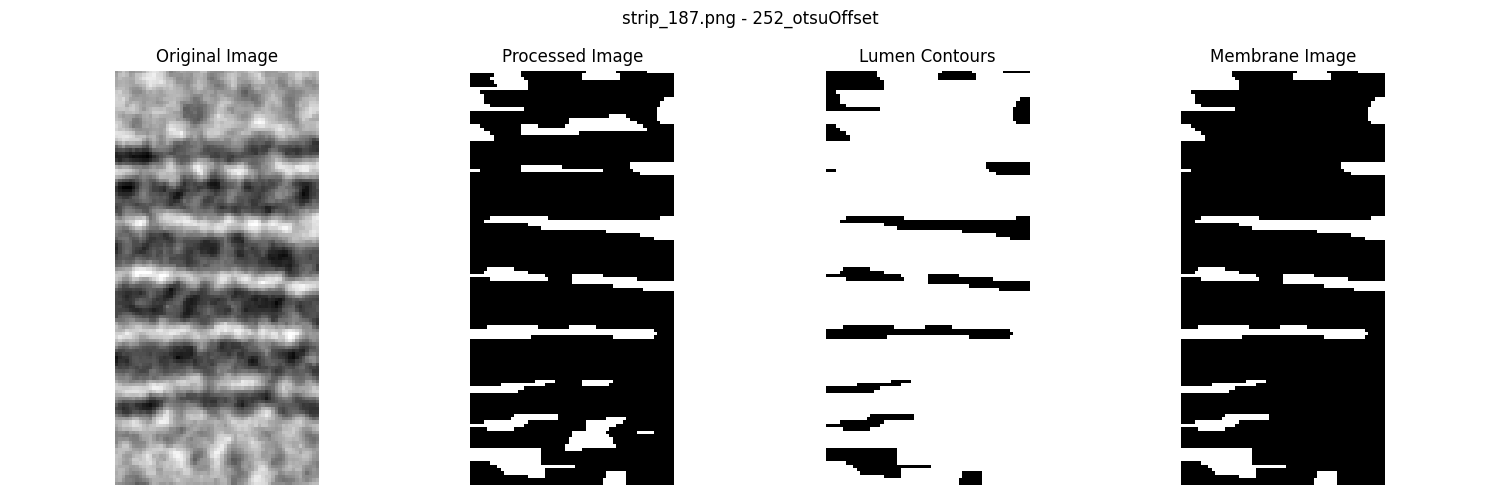 strip_187.png - 252_otsuOffset
Original Image
Processed Image
Lumen Contours
Membrane Image